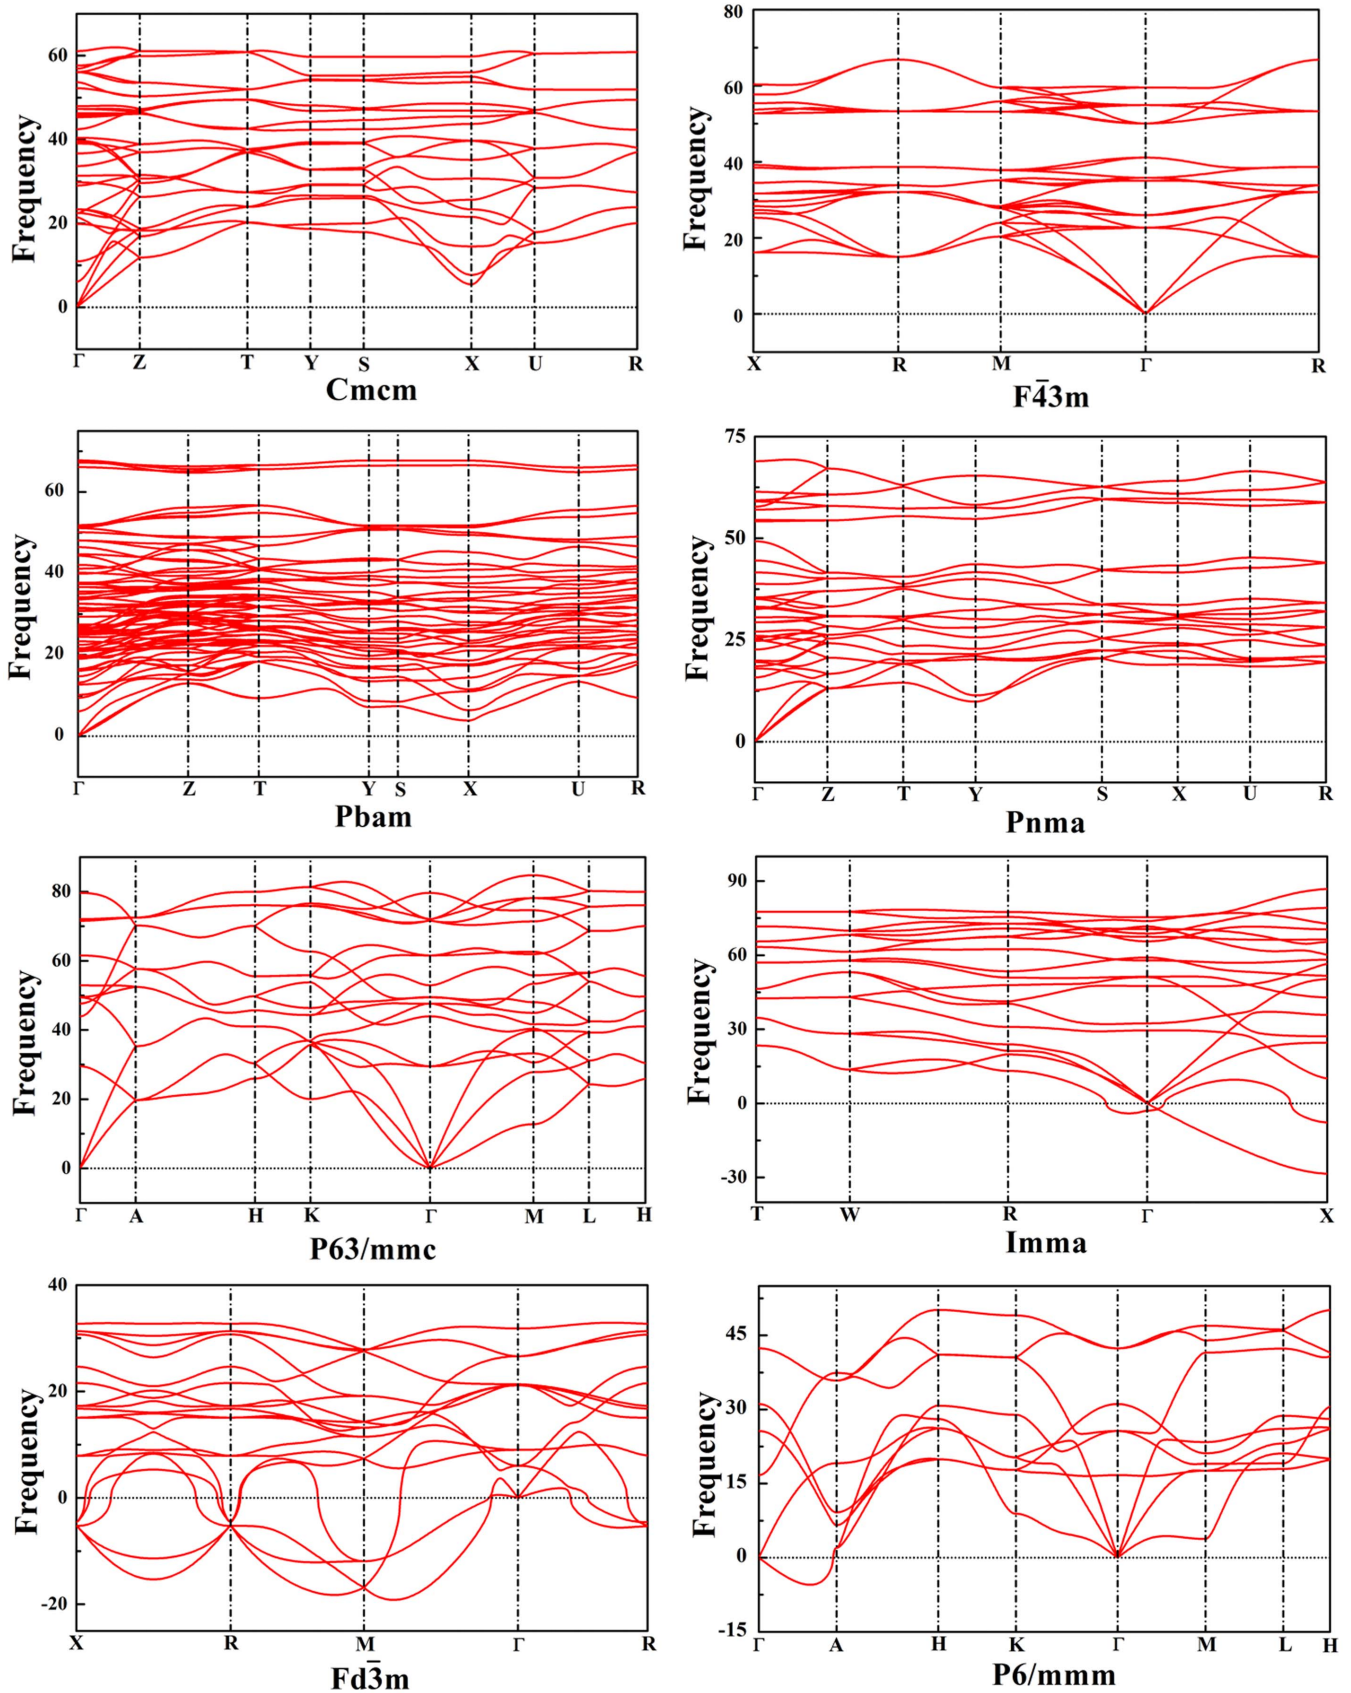 Frequency
60
40
20
0
Γ Z T Y S X U R
Cmcm
Frequency
80
60
40
20
0
X R M Γ R
F4̅3m
Frequency
60
40
20
0
Γ Z T Y S X U R
Pbam
Frequency
75
50
25
0
Γ Z T Y S X U R
Pnma
Frequency
80
60
40
20
0
Γ A H K Γ M L H
P63/mmc
Frequency
90
60
30
0
-30
T W R Γ X
Imma
Frequency
40
20
0
-20
X R M Γ R
Fd3̅m
Frequency
45
30
15
0
-15
Γ A H K Γ M L H
P6/mmm